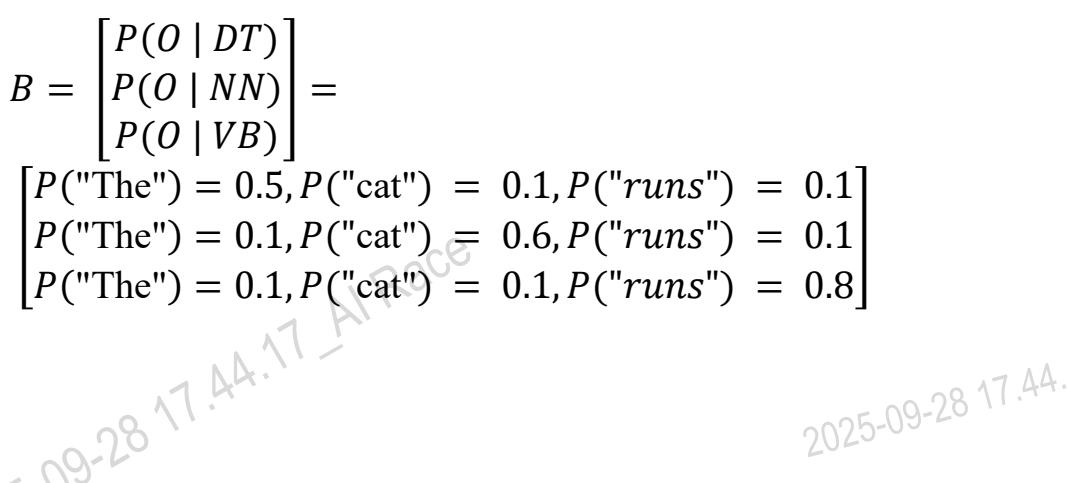 B = [P(O | DT)
P(O | NN)
P(O | VB)] =
[P("The") = 0.5, P("cat") = 0.1, P("runs") = 0.1
P("The") = 0.1, P("cat") = 0.6, P("runs") = 0.1
P("The") = 0.1, P("cat") = 0.1, P("runs") = 0.8]
09-28 17.44.17_AI Race
2025-09-28 17.44.